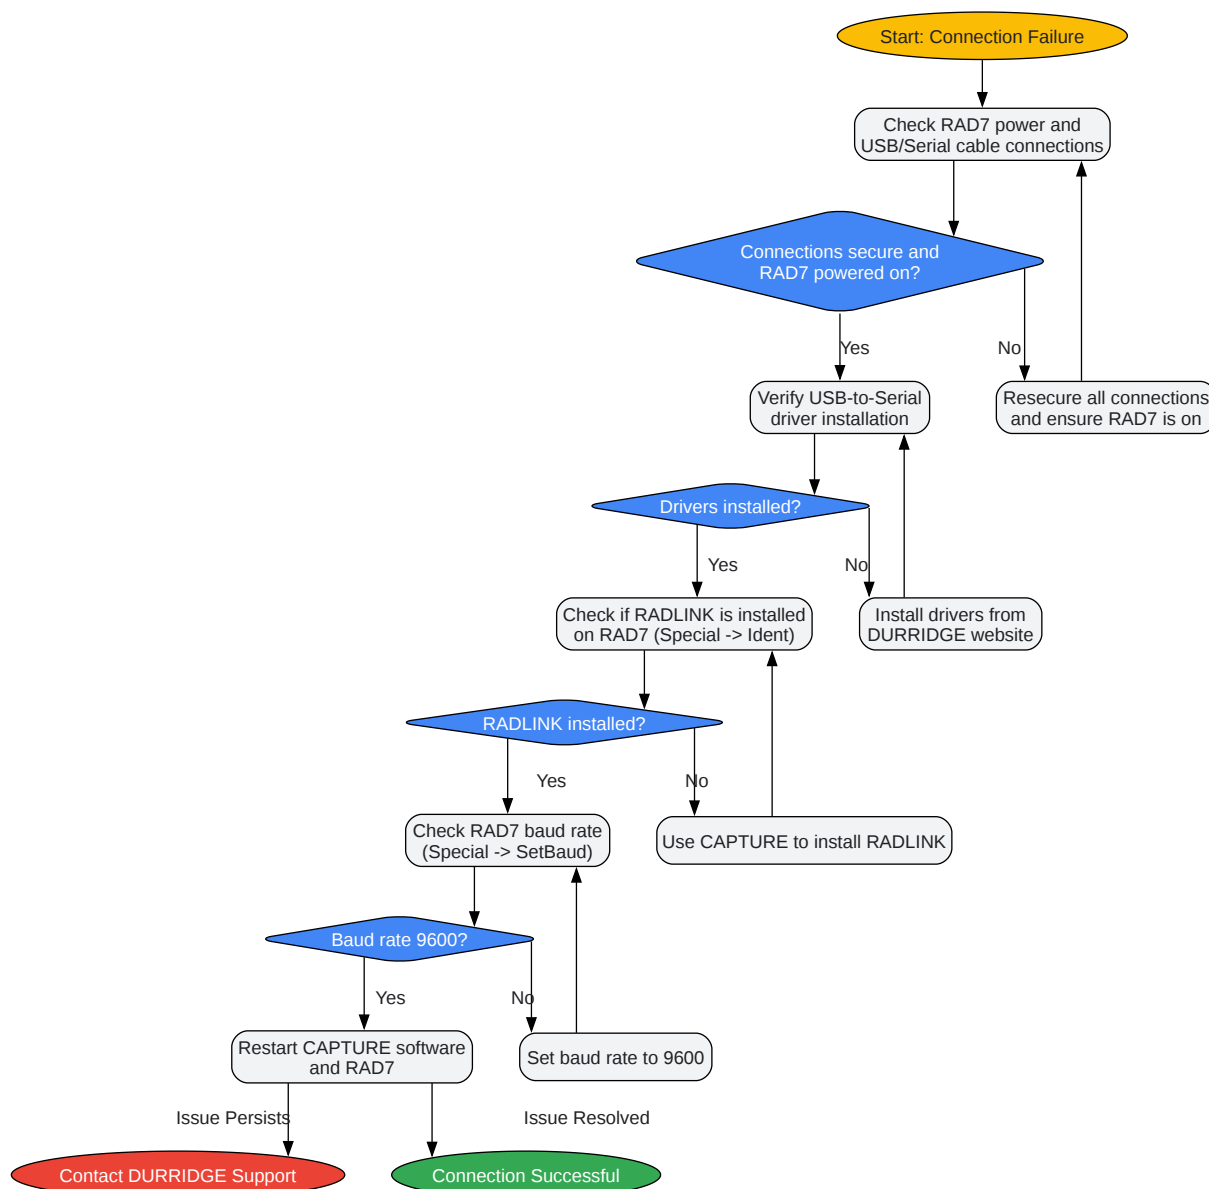 Start: Connection Failure
Check RAD7 power and
USB/Serial cable connections
Connections secure and
RAD7 powered on?
Yes
No
Verify USB-to-Serial
driver installation
Resecure all connections
and ensure RAD7 is on
Drivers installed?
Yes
No
Check if RADLINK is installed
on RAD7 (Special -> Ident)
Install drivers from
DURRIDGE website
RADLINK installed?
Yes
No
Check RAD7 baud rate
(Special -> SetBaud)
Use CAPTURE to install RADLINK
Baud rate 9600?
Yes
No
Restart CAPTURE software
and RAD7
Set baud rate to 9600
Issue Persists
Issue Resolved
Contact DURRIDGE Support
Connection Successful